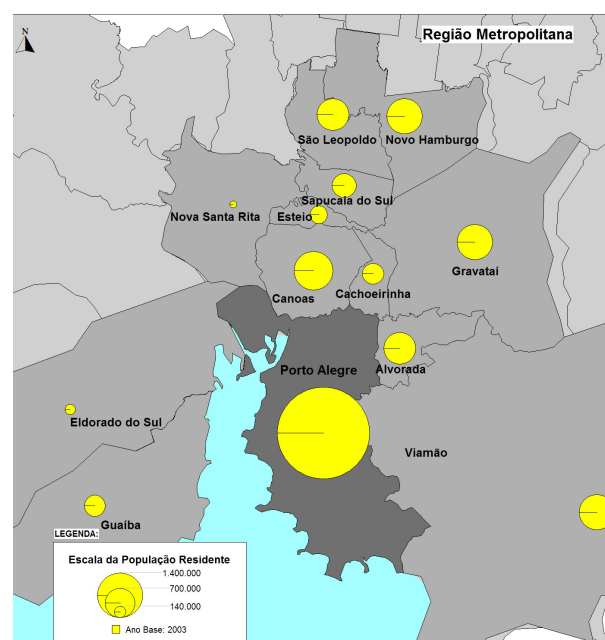 Região Metropolitana
N
São Leopoldo
Novo Hamburgo
Sapucaia do Sul
Nova Santa Rita
Esteio
Gravataí
Canoas
Cachoeirinha
Porto Alegre
Alvorada
Eldorado do Sul
Viamão
Guaíba
LEGENDA:
Escala da População Residente
1.400.000
700.000
140.000
Ano Base: 2003